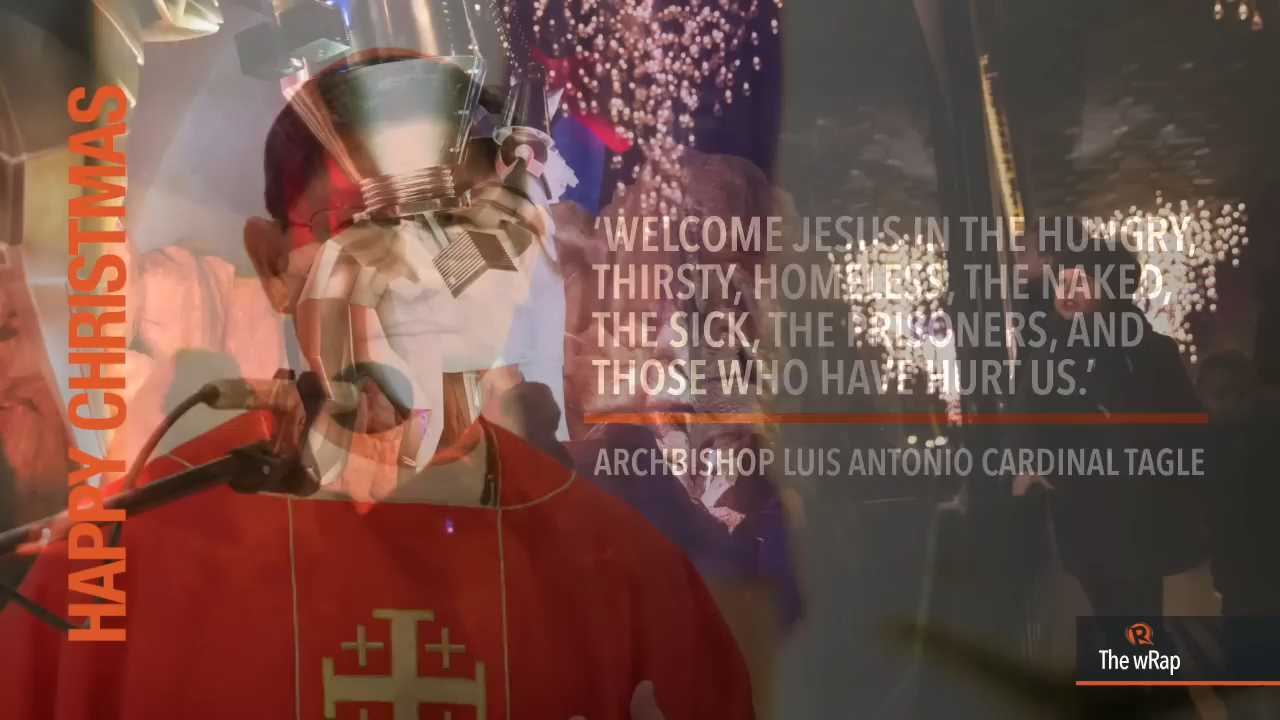 HAPPY CHRISTMAS
‘WELCOME JESUS IN THE HUNGRY,
THIRSTY, HOMELESS, THE NAKED,
THE SICK, THE PRISONERS, AND
THOSE WHO HAVE HURT US.’
ARCHBISHOP LUIS ANTONIO CARDINAL TAGLE
R
The wRap